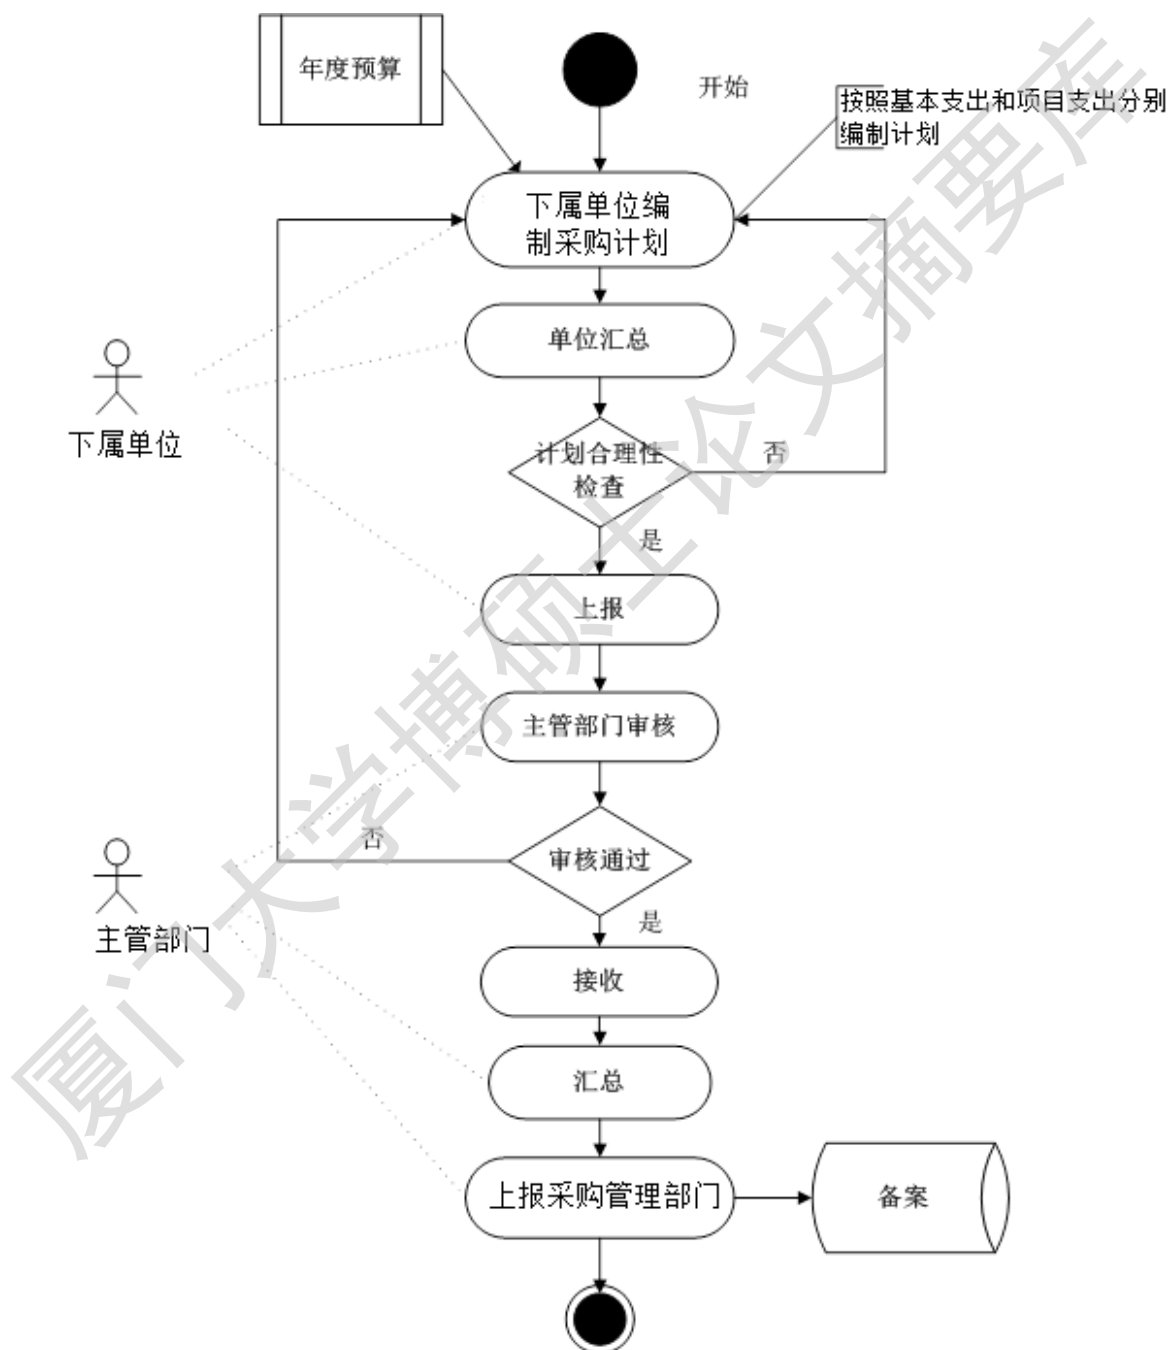 年度预算
开始
按照基本支出和项目支出分别
编制计划
下属单位编
制采购计划
单位汇总
下属单位
计划合理性
检查
否
是
上报
主管部门审核
否
审核通过
主管部门
是
接收
汇总
上报采购管理部门
备案
厦门大学博硕士论文摘要库